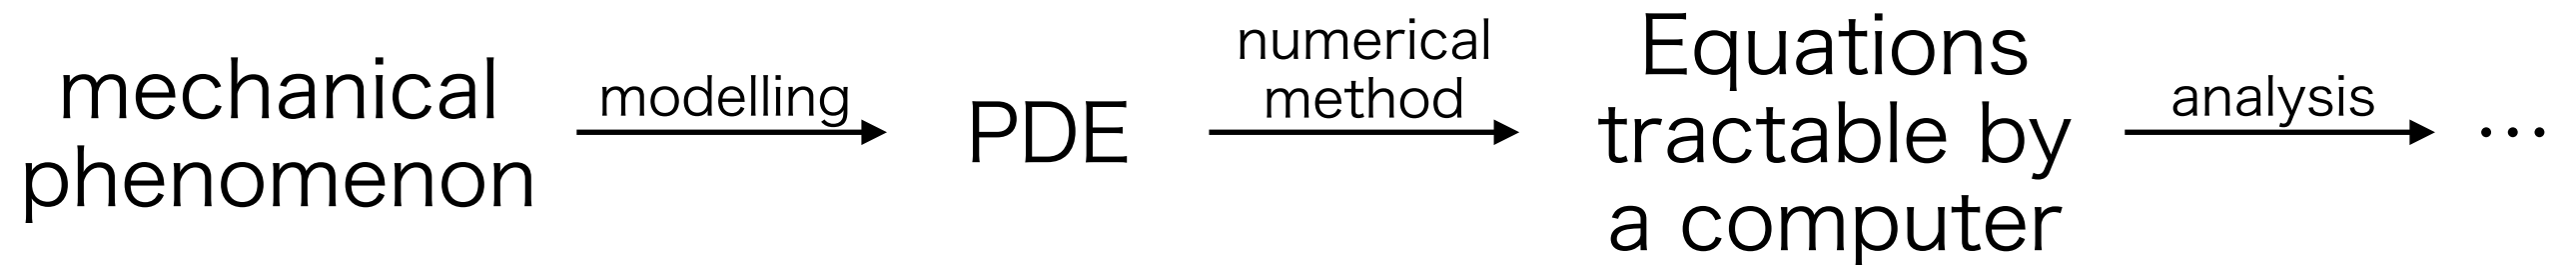 mechanical
phenomenon
modelling
PDE
numerical
method
Equations
tractable by
a computer
analysis
…